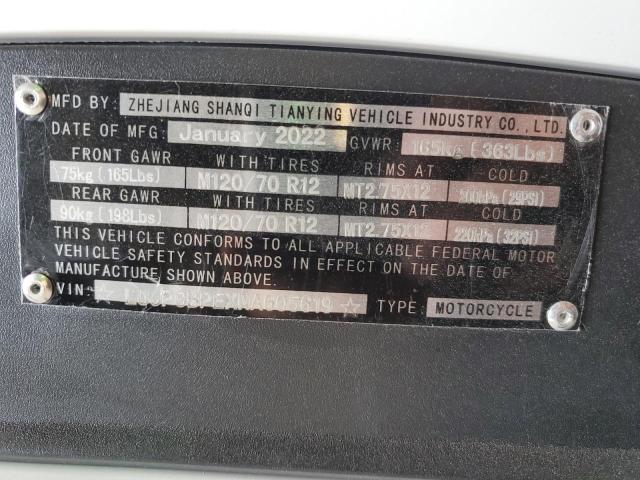 MFD BY: ZHEJIANG SHANQI TIANYING VEHICLE INDUSTRY CO., LTD.
DATE OF MFG: January 2022 GVWR: 165kg (363Lbs)
FRONT GAWR WITH TIRES RIMS AT COLD
75kg (165Lbs) M120/70 R12 MT2.75X12
REAR GAWR WITH TIRES RIMS AT COLD
90kg (198Lbs) M120/70 R12 MT2.75X12
THIS VEHICLE CONFORMS TO ALL APPLICABLE FEDERAL MOTOR
VEHICLE SAFETY STANDARDS IN EFFECT ON THE DATE OF
MANUFACTURE SHOWN ABOVE.
VIN TYPE: MOTORCYCLE